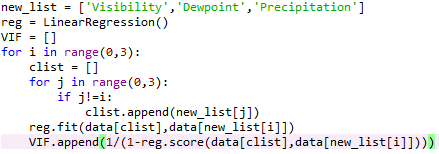 new_list = ['Visibility','Dewpoint','Precipitation']
reg = LinearRegression()
VIF = []
for i in range(0,3):
    clist = []
    for j in range(0,3):
        if j!=i:
            clist.append(new_list[j])
    reg.fit(data[clist],data[new_list[i]])
    VIF.append(1/(1-reg.score(data[clist],data[new_list[i]])))